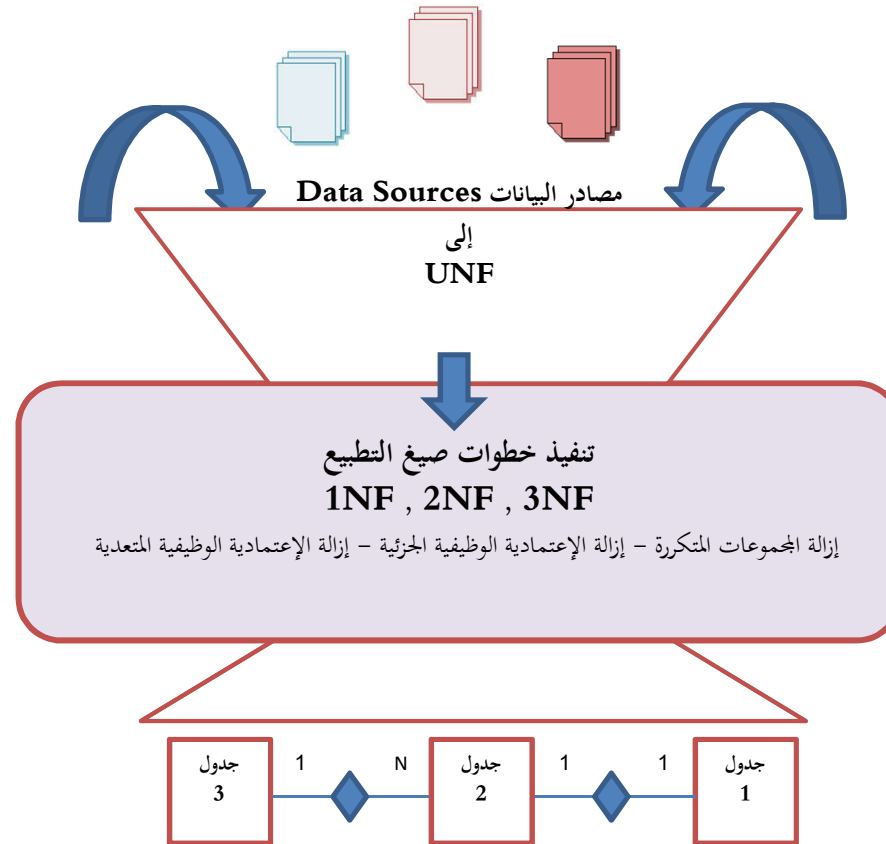 مصادر البيانات Data Sources
إلى
UNF
تنفيذ خطوات صيغ التطبيع
1NF , 2NF , 3NF
إزالة المجموعات المتكررة – إزالة الإعتمادية الوظيفية الجزئية – إزالة الإعتمادية الوظيفية المتعدية
جدول 1
1 1
جدول 2
N 1
جدول 3